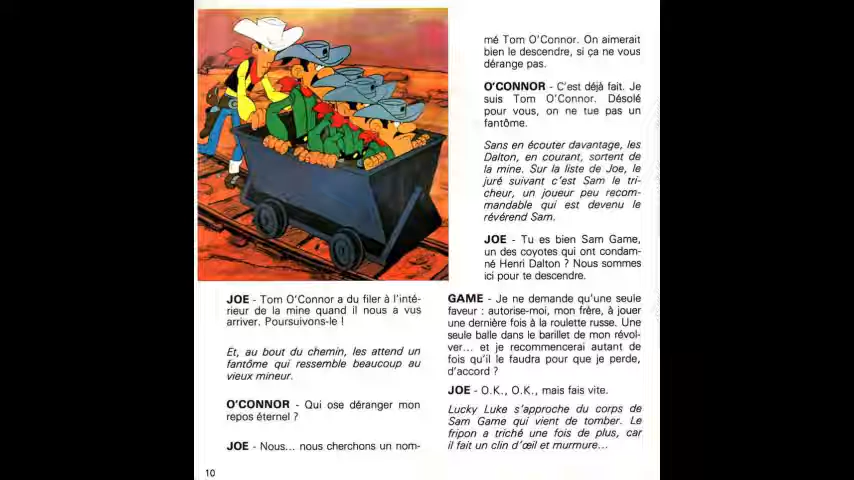 JOE - Tom O'Connor a du filer à l'inté-
rieur de la mine quand il nous a vus
arriver. Poursuivons-le !
Et, au bout du chemin, les attend un
fantôme qui ressemble beaucoup au
vieux mineur.
O'CONNOR - Qui ose déranger mon
repos éternel ?
JOE - Nous... nous cherchons un nom-
10
mé Tom O'Connor. On aimerait
bien le descendre, si ça ne vous
dérange pas.
O'CONNOR - C'est déjà fait. Je
suis Tom O'Connor. Désolé
pour vous, on ne tue pas un
fantôme.
Sans en écouter davantage, les
Dalton, en courant, sortent de
la mine. Sur la liste de Joe, le
juré suivant c'est Sam le tri-
cheur, un joueur peu recom-
mandable qui est devenu le
révérend Sam.
JOE - Tu es bien Sam Game,
un des coyotes qui ont condam-
né Henri Dalton ? Nous sommes
ici pour te descendre.
GAME - Je ne demande qu'une seule
faveur : autorise-moi, mon frère, à jouer
une dernière fois à la roulette russe. Une
seule balle dans le barillet de mon révol-
ver... et je recommencerai autant de
fois qu'il le faudra pour que je perde,
d'accord ?
JOE - O.K., O.K., mais fais vite.
Lucky Luke s'approche du corps de
Sam Game qui vient de tomber. Le
fripon a triché une fois de plus, car
il fait un clin d'œil et murmure...